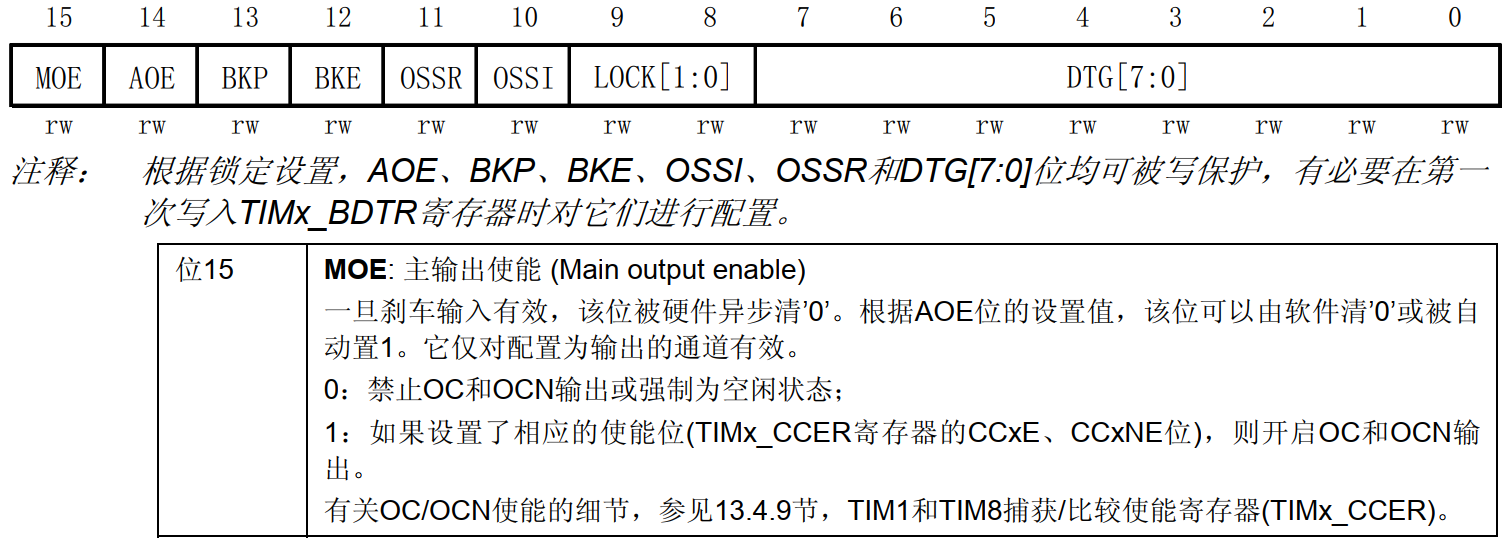 15 14 13 12 11 10 9 8 7 6 5 4 3 2 1 0
MOE AOE BKP BKE OSSR OSSI LOCK[1:0] DTG[7:0]
rw rw rw rw rw rw rw rw rw rw rw rw rw rw rw rw
注释： 根据锁定设置，AOE、BKP、BKE、OSSI、OSSR和DTG[7:0]位均可被写保护，有必要在第一
次写入TIMx_BDTR寄存器时对它们进行配置。
位15 MOE: 主输出使能 (Main output enable)
一旦刹车输入有效，该位被硬件异步清’0’。根据AOE位的设置值，该位可以由软件清’0’或被自
动置1。它仅对配置为输出的通道有效。
0：禁止OC和OCN输出或强制为空闲状态；
1：如果设置了相应的使能位(TIMx_CCER寄存器的CCxE、CCxNE位)，则开启OC和OCN输
出。
有关OC/OCN使能的细节，参见13.4.9节，TIM1和TIM8捕获/比较使能寄存器(TIMx_CCER)。